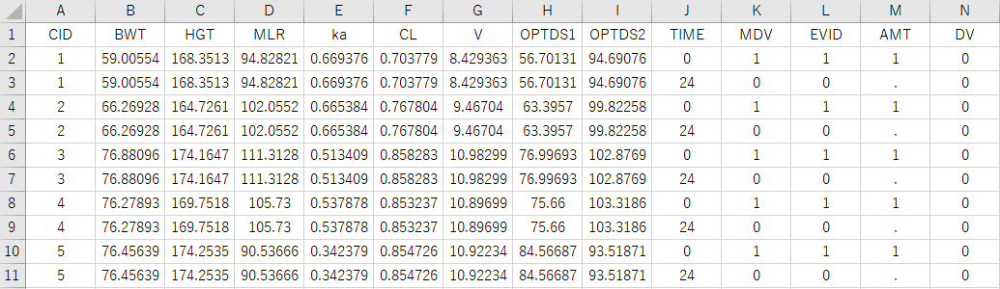 A B C D E F G H I J K L M N
1 CID BWT HGT MLR ka CL V OPTDS1 OPTDS2 TIME MDV EVID AMT DV
2 1 59.00554 168.3513 94.82821 0.669376 0.703779 8.429363 56.70131 94.69076 0 1 1 1 0
3 1 59.00554 168.3513 94.82821 0.669376 0.703779 8.429363 56.70131 94.69076 24 0 0 . 0
4 2 66.26928 164.7261 102.0552 0.665384 0.767804 9.46704 63.3957 99.82258 0 1 1 1 0
5 2 66.26928 164.7261 102.0552 0.665384 0.767804 9.46704 63.3957 99.82258 24 0 0 . 0
6 3 76.88096 174.1647 111.3128 0.513409 0.858283 10.98299 76.99693 102.8769 0 1 1 1 0
7 3 76.88096 174.1647 111.3128 0.513409 0.858283 10.98299 76.99693 102.8769 24 0 0 . 0
8 4 76.27893 169.7518 105.73 0.537878 0.853237 10.89699 75.66 103.3186 0 1 1 1 0
9 4 76.27893 169.7518 105.73 0.537878 0.853237 10.89699 75.66 103.3186 24 0 0 . 0
10 5 76.45639 174.2535 90.53666 0.342379 0.854726 10.92234 84.56687 93.51871 0 1 1 1 0
11 5 76.45639 174.2535 90.53666 0.342379 0.854726 10.92234 84.56687 93.51871 24 0 0 . 0